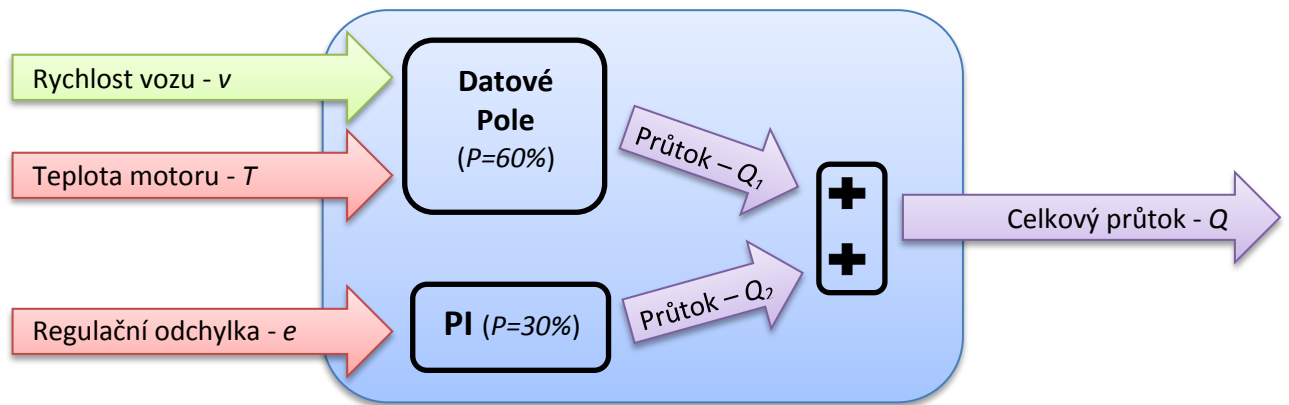 Rychlost vozu - v
Teplota motoru - T
Regulační odchylka - e
Datové
Pole
(P=60%)
PI (P=30%)
Průtok – Q₁
Průtok – Q₂
Celkový průtok - Q